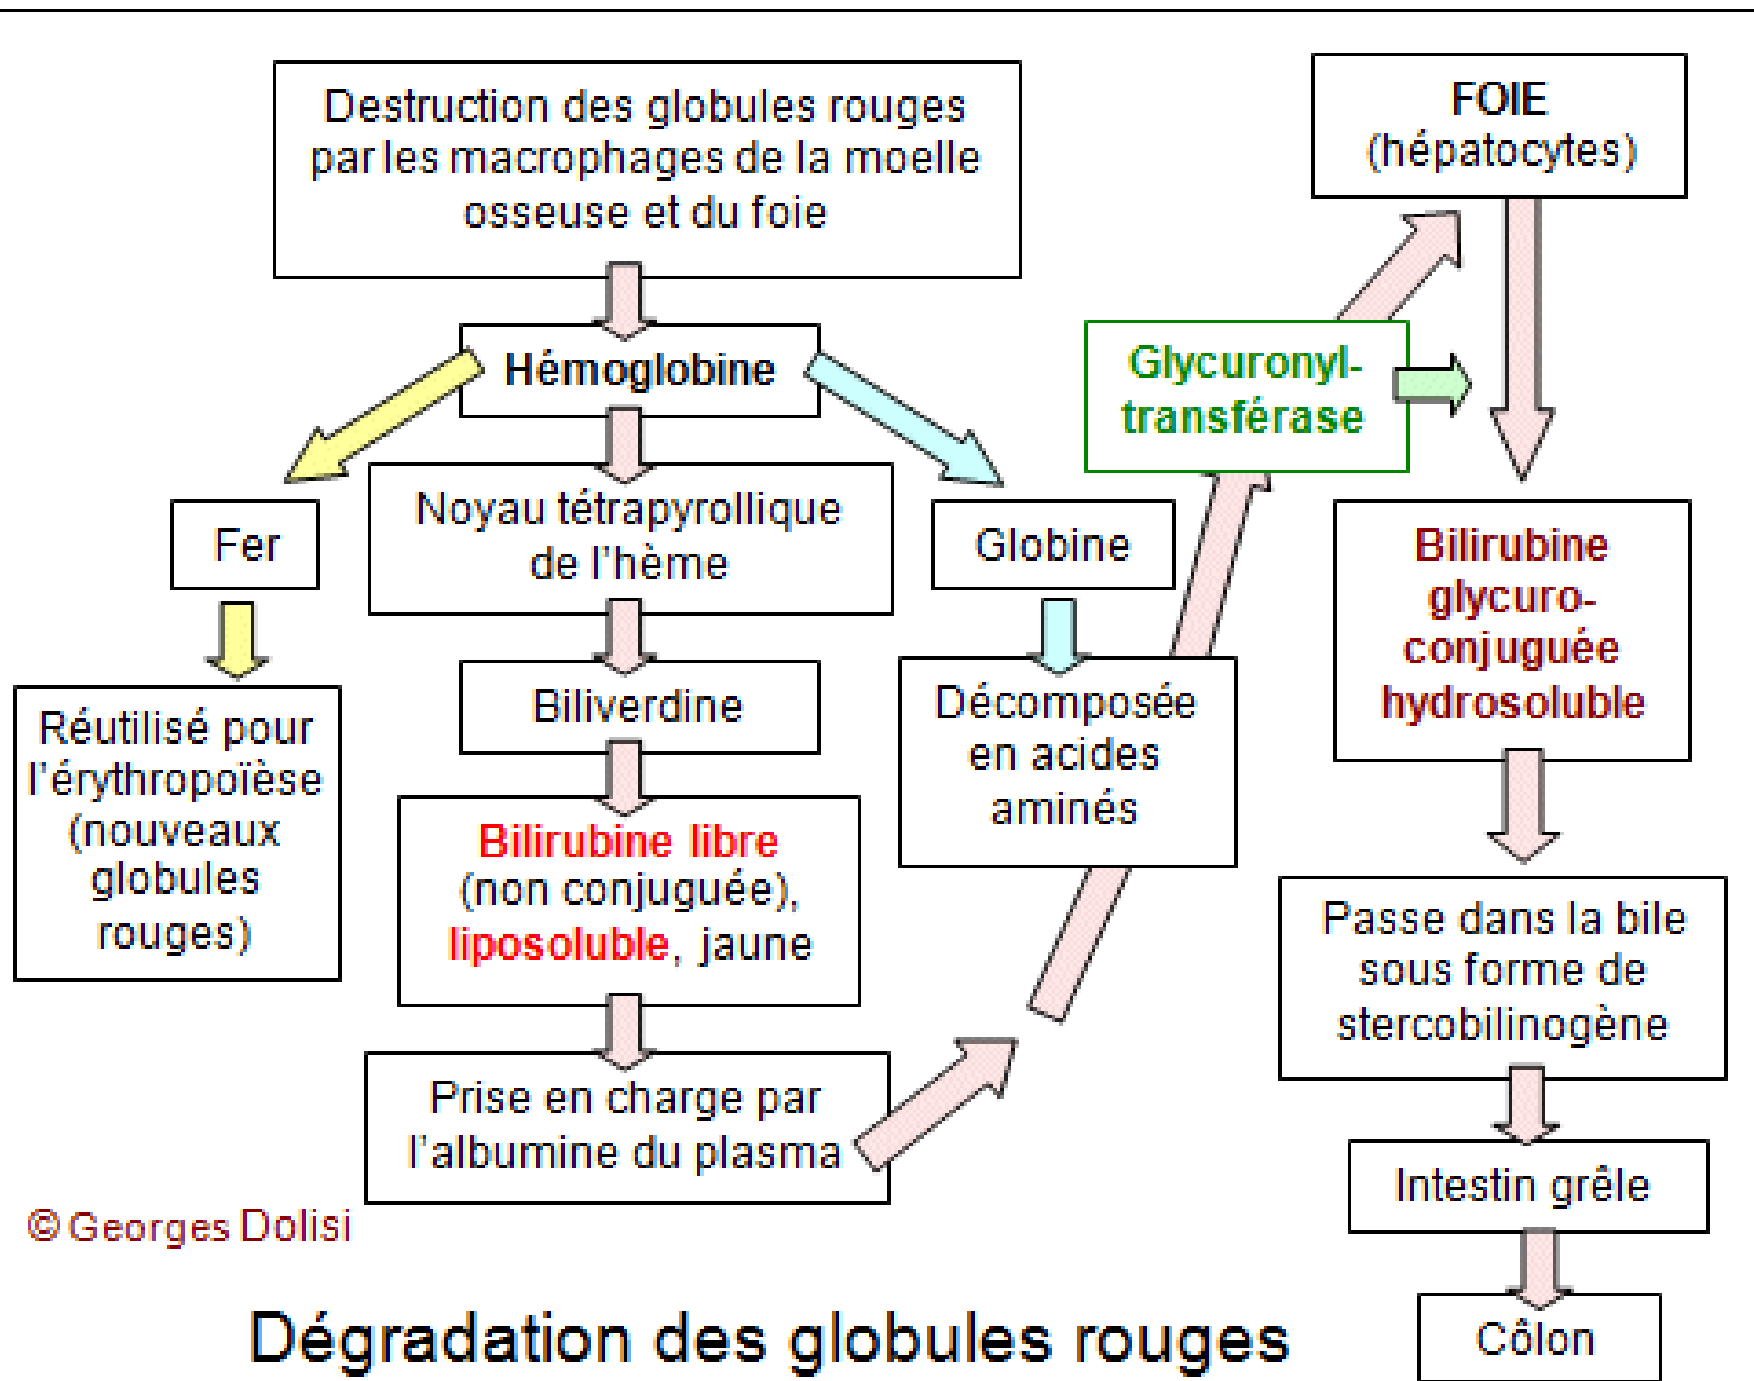 Destruction des globules rouges
par les macrophages de la moelle
osseuse et du foie
Hémoglobine
Fer
Réutilisé pour
l'érythropoïèse
(nouveaux
globules
rouges)
Noyau tétrapyrollique
de l'hème
Biliverdine
Bilirubine libre
(non conjuguée),
liposoluble, jaune
Prise en charge par
l'albumine du plasma
Globine
Décomposée
en acides
aminés
Glycuronyl-
transférase
FOIE
(hépatocytes)
Bilirubine
glycuro-
conjuguée
hydrosoluble
Passe dans la bile
sous forme de
stercobilinogène
Intestin grêle
Côlon
© Georges Dolisi
Dégradation des globules rouges